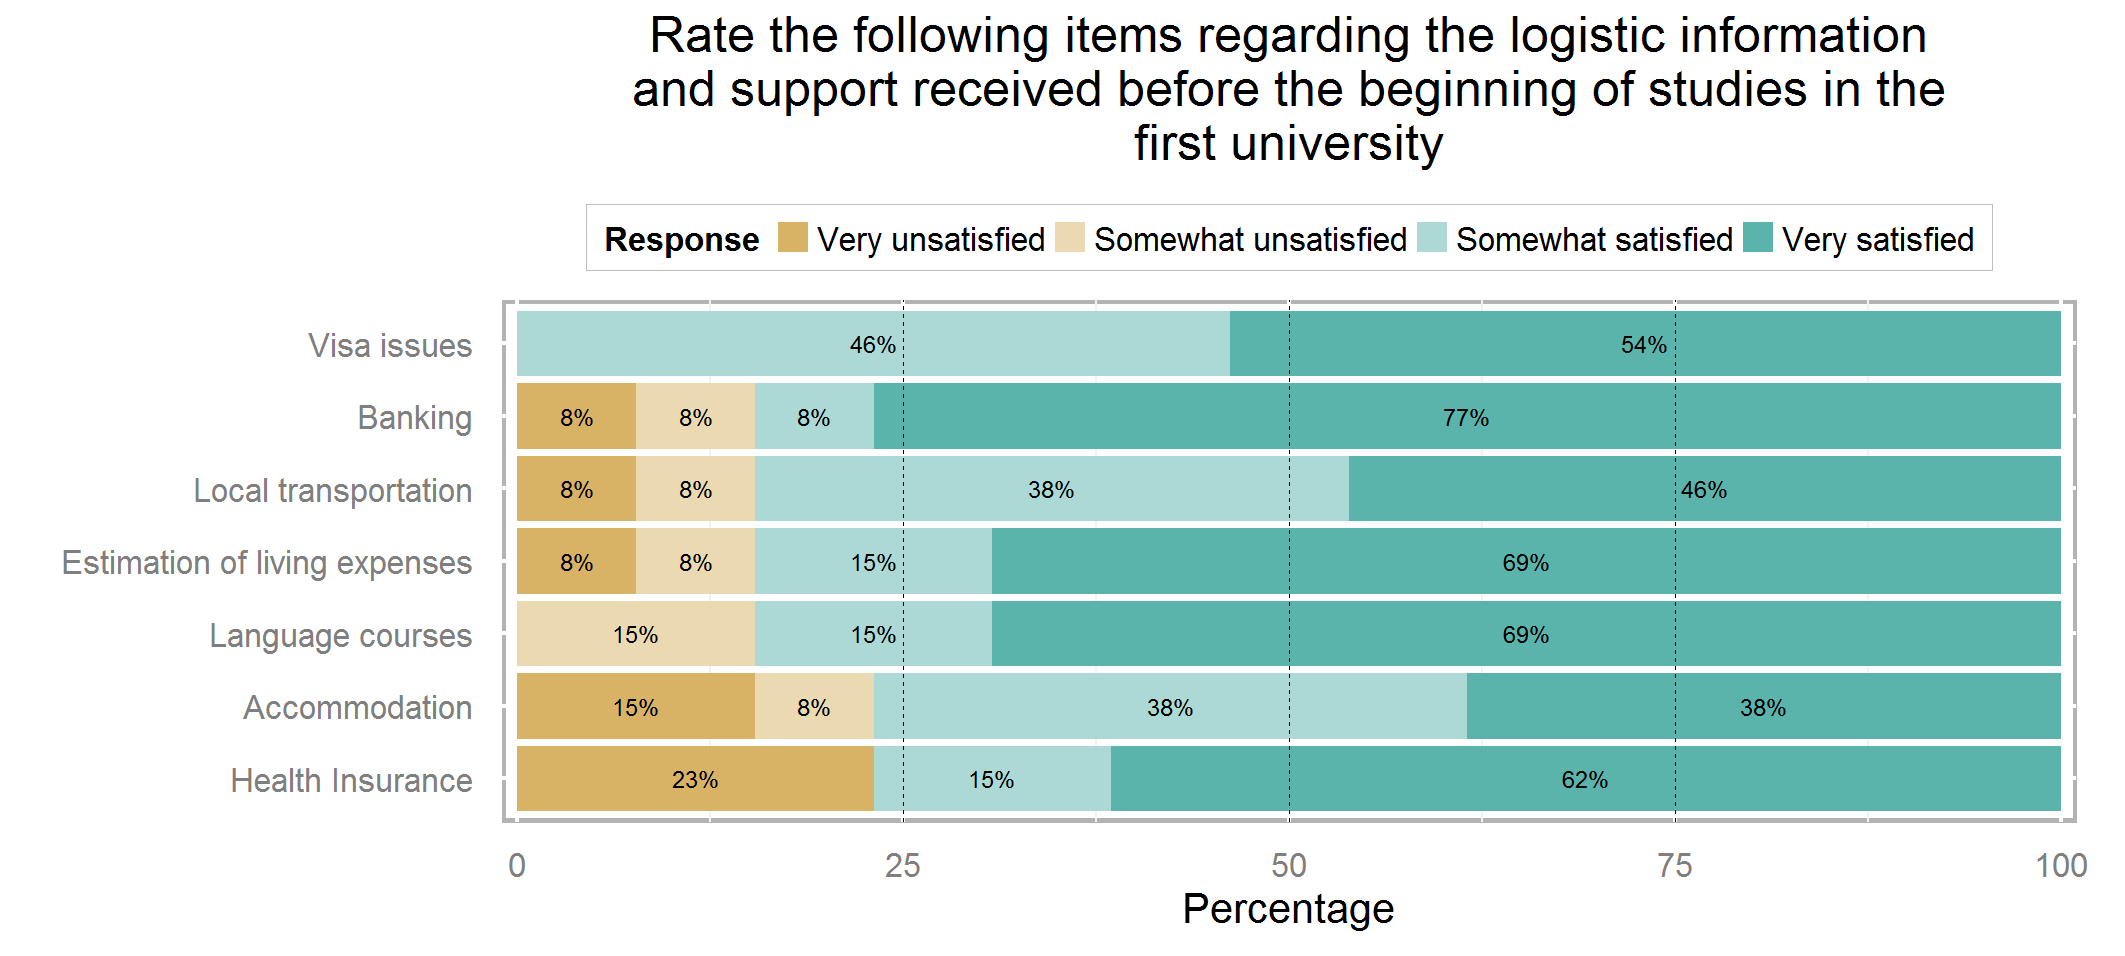 Rate the following items regarding the logistic information
and support received before the beginning of studies in the
first university
Response Very unsatisfied Somewhat unsatisfied Somewhat satisfied Very satisfied
Visa issues 46% 54%
Banking 8% 8% 8% 77%
Local transportation 8% 8% 38% 46%
Estimation of living expenses 8% 8% 15% 69%
Language courses 15% 15% 69%
Accommodation 15% 8% 38% 38%
Health Insurance 23% 15% 62%
0 25 50 75 100
Percentage